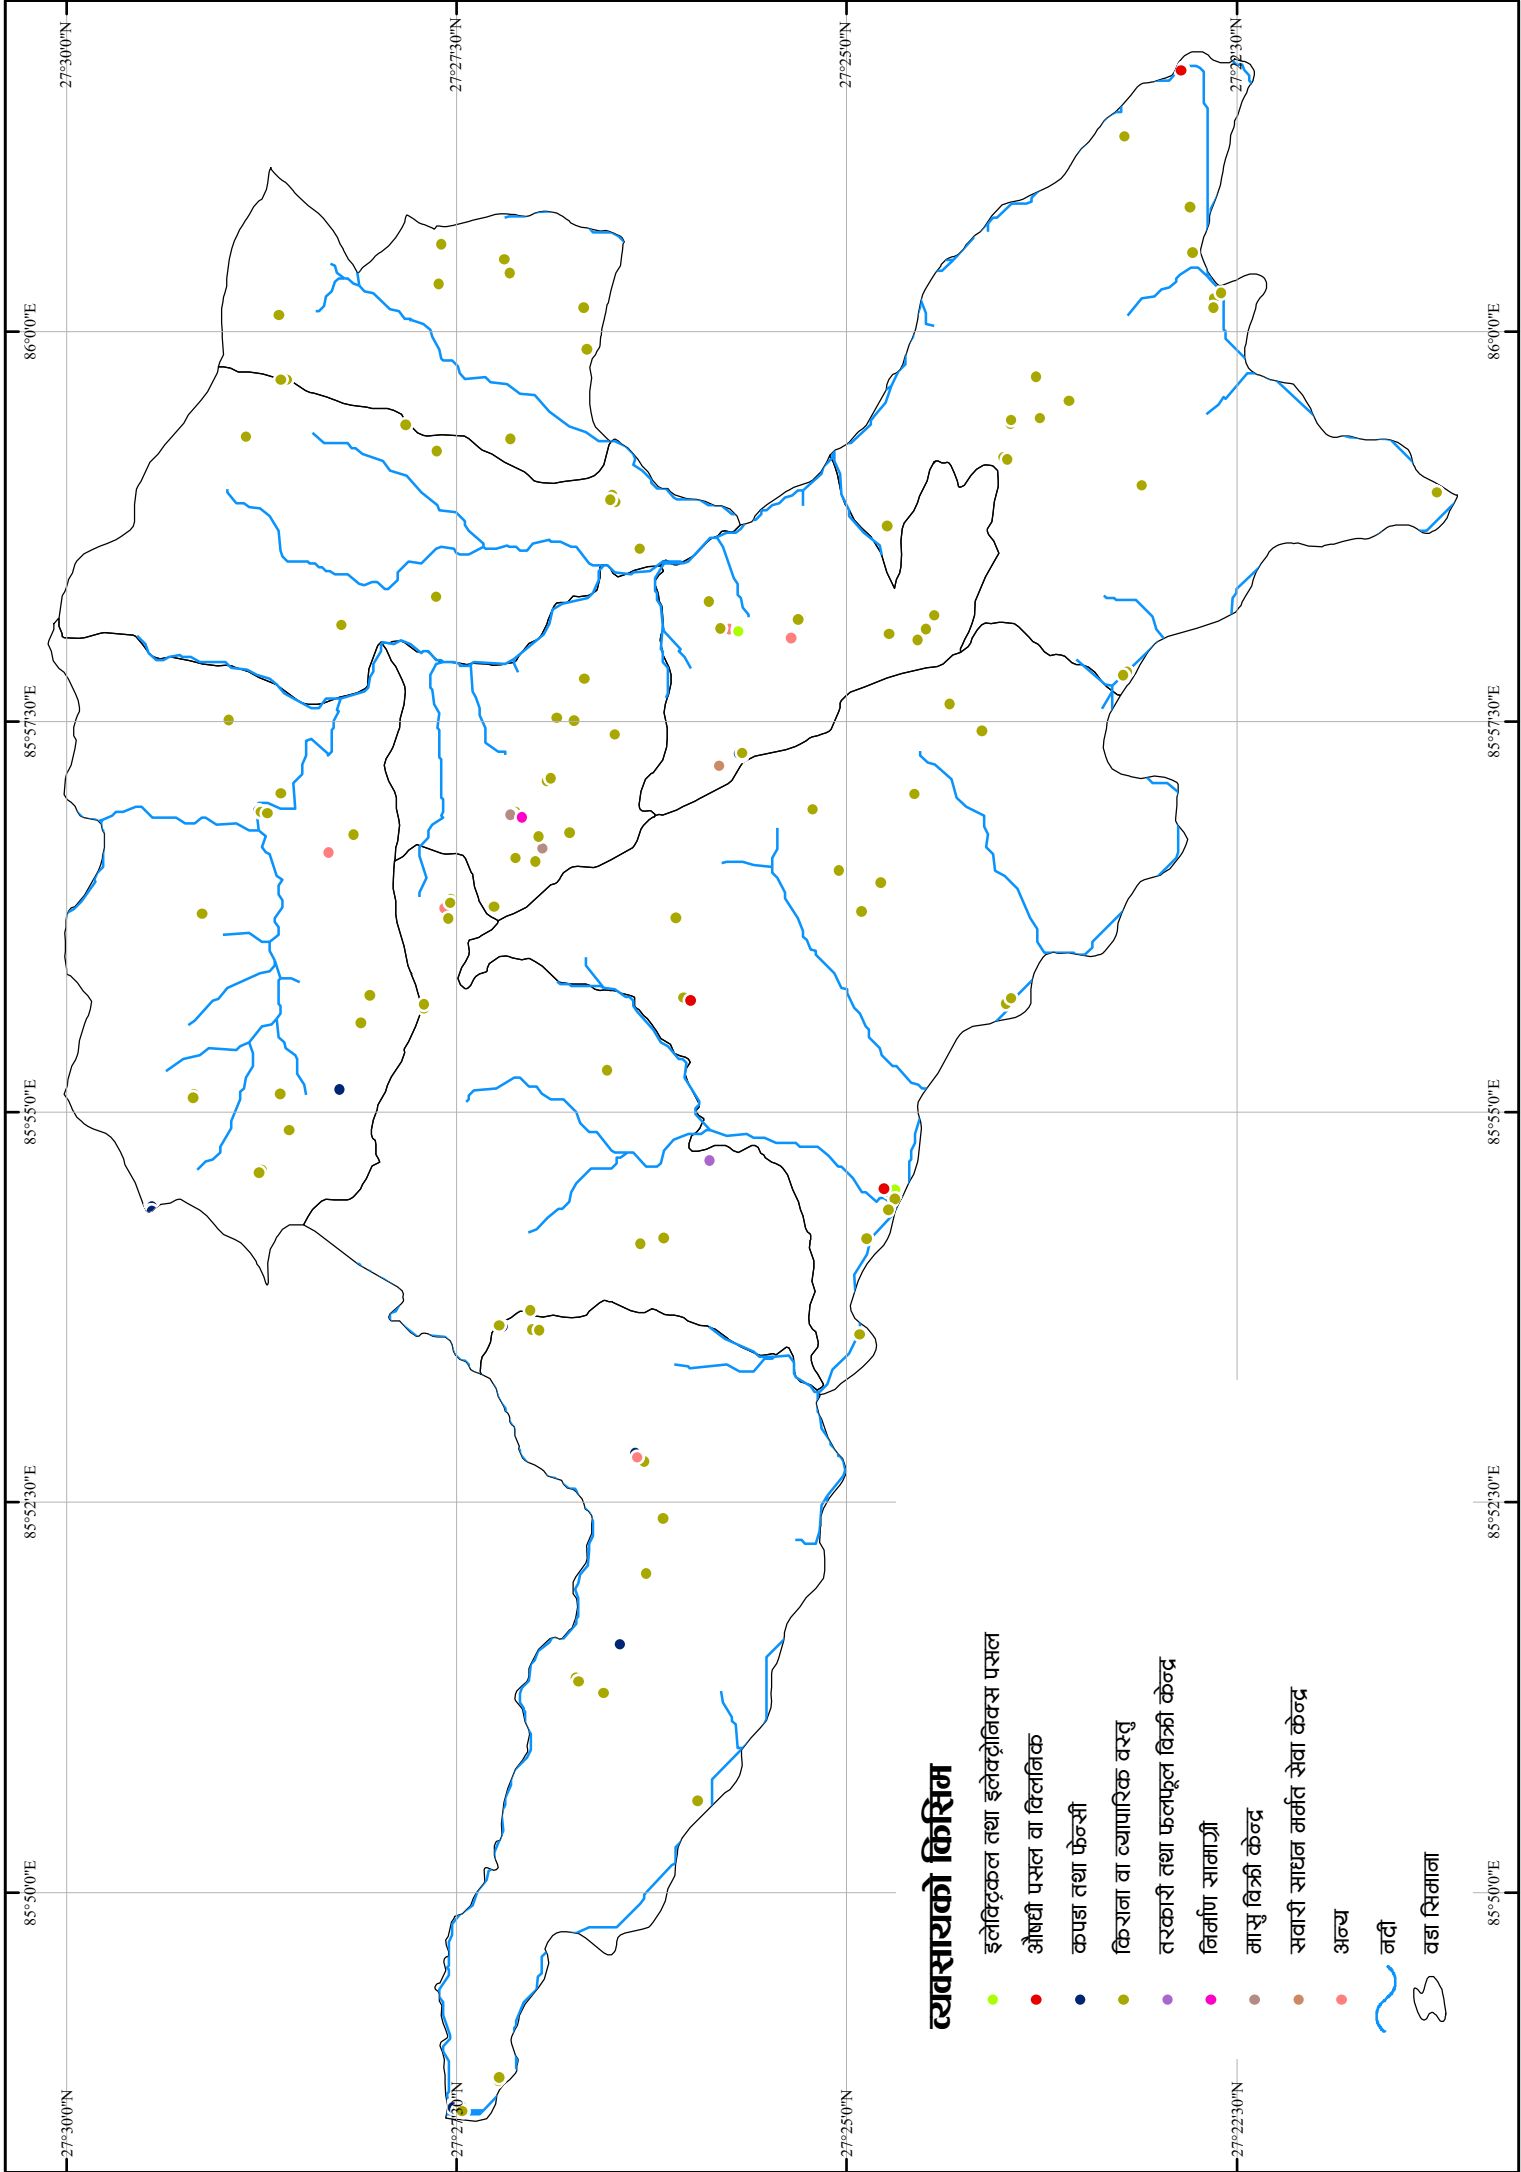 27°30'0"N
27°27'30"N
27°25'0"N
27°22'30"N
86°0'0"E
86°0'0"E
85°57'30"E
85°57'30"E
85°55'0"E
85°55'0"E
85°52'30"E
85°52'30"E
85°50'0"E
85°50'0"E
27°30'0"N
27°27'30"N
27°25'0"N
27°22'30"N
व्यवसायको किसिम
इलेक्ट्रिकल तथा इलेक्ट्रोनिक्स पसल
औषधी पसल वा क्लिनिक
कपडा तथा फेन्सी
किराना वा व्यापारिक वस्तु
तरकारी तथा फलफूल विक्री केन्द्र
निर्माण सामाग्री
मासु विक्री केन्द्र
सवारी साधन मर्मत सेवा केन्द्र
अन्य
नदी
वडा सिमाना